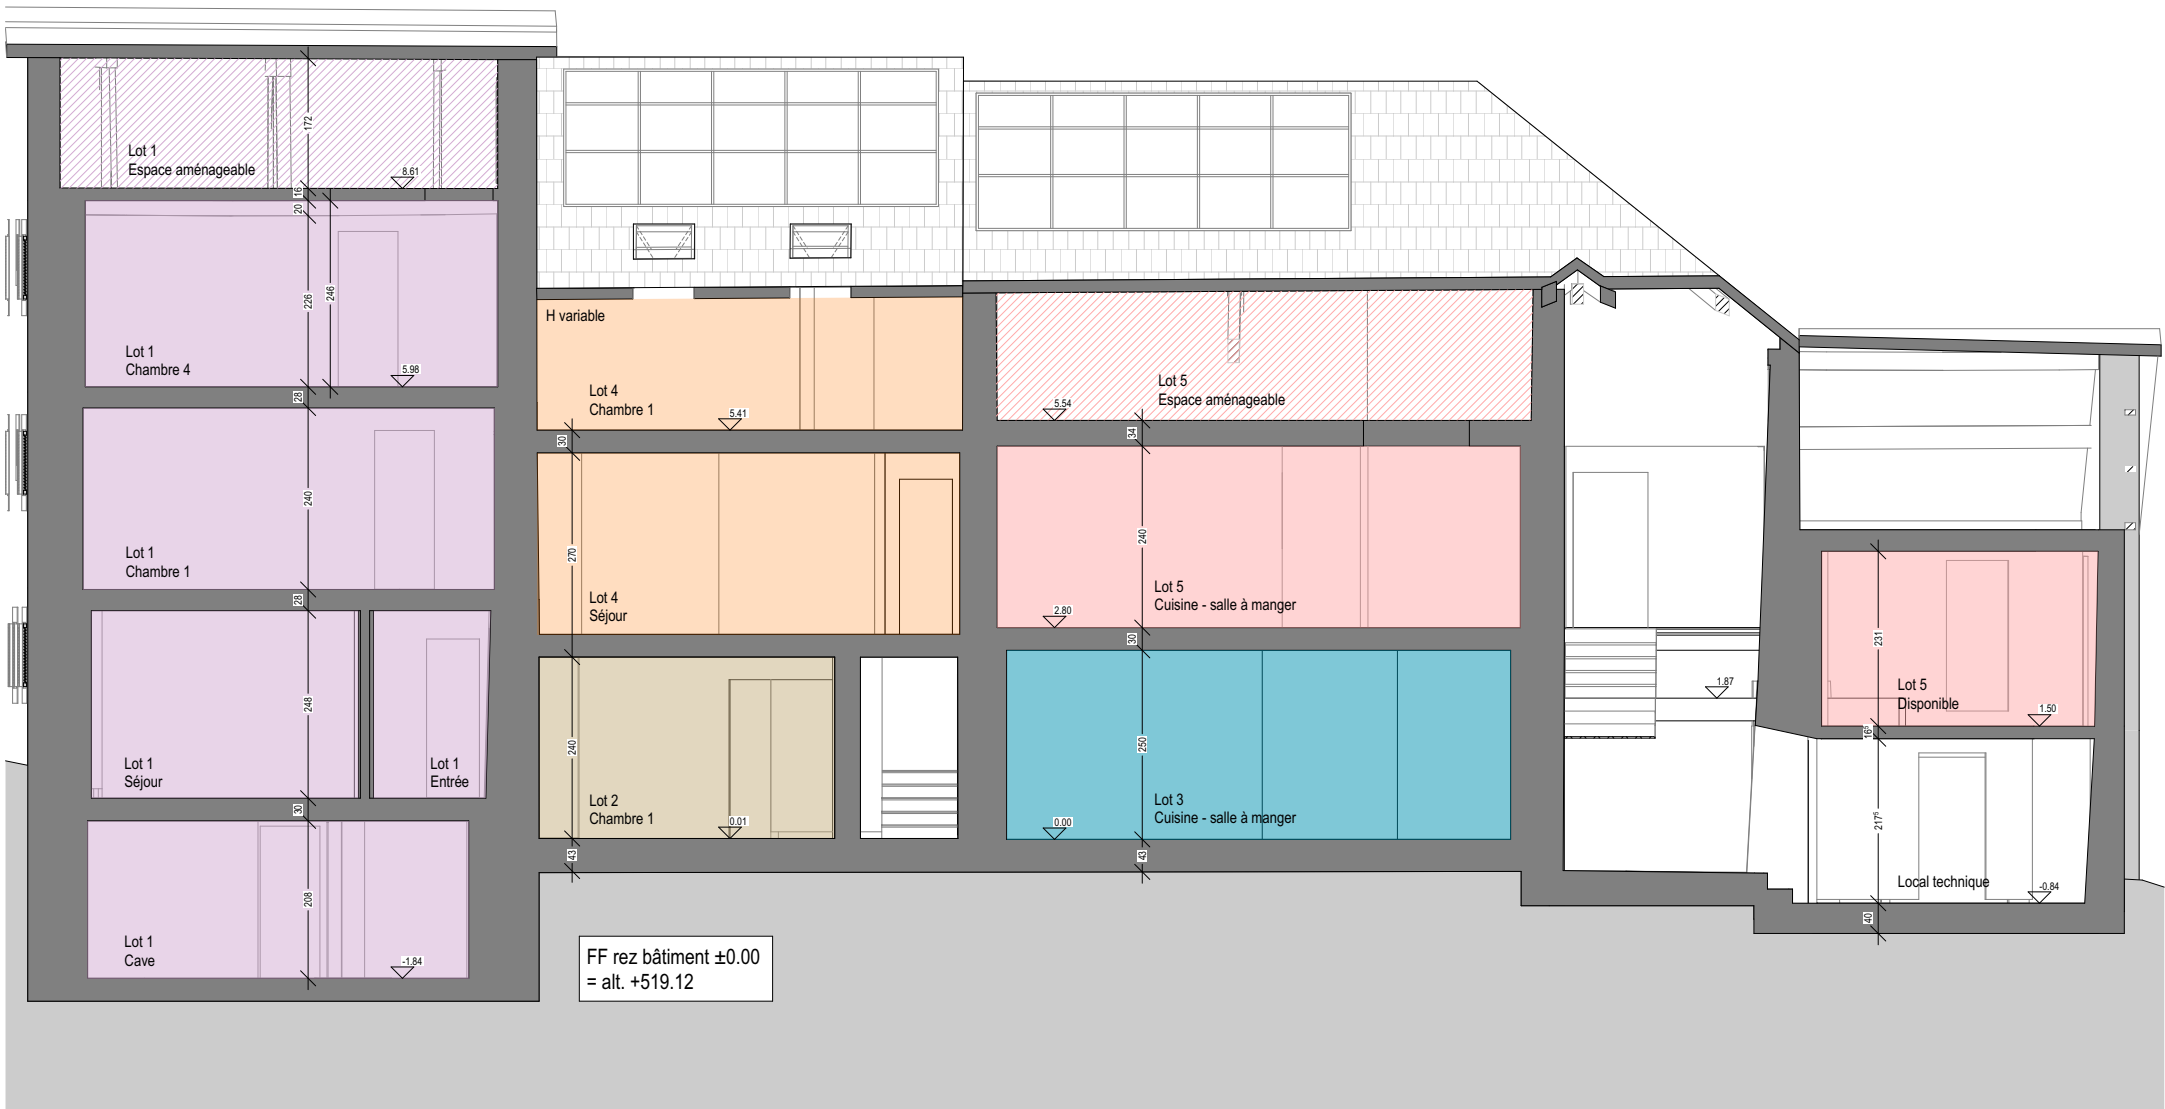 172
Lot 1
Espace aménageable
8.61
16
20
226
246
Lot 1
Chambre 4
5.98
28
240
Lot 1
Chambre 1
28
248
Lot 1
Séjour
Lot 1
Entrée
30
208
Lot 1
Cave
-1.84
H variable
Lot 4
Chambre 1
5.41
30
270
Lot 4
Séjour
240
Lot 2
Chambre 1
0.01
43
FF rez bâtiment ±0.00
= alt. +519.12
Lot 5
Espace aménageable
5.54
34
240
Lot 5
Cuisine - salle à manger
2.80
30
250
Lot 3
Cuisine - salle à manger
0.00
43
1.87
231
Lot 5
Disponible
1.50
16⁵
217⁵
Local technique
-0.84
40